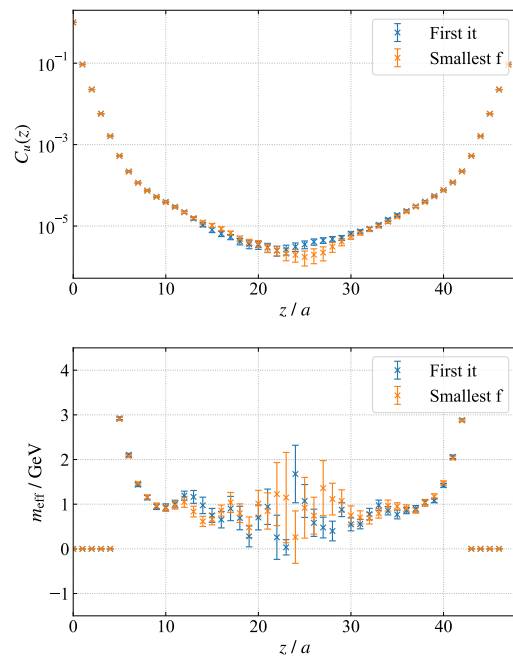 First it
Smallest f
10⁻¹
10⁻³
10⁻⁵
C_u(z)
0 10 20 30 40
z / a
First it
Smallest f
4
3
2
1
0
−1
m_eff / GeV
0 10 20 30 40
z / a